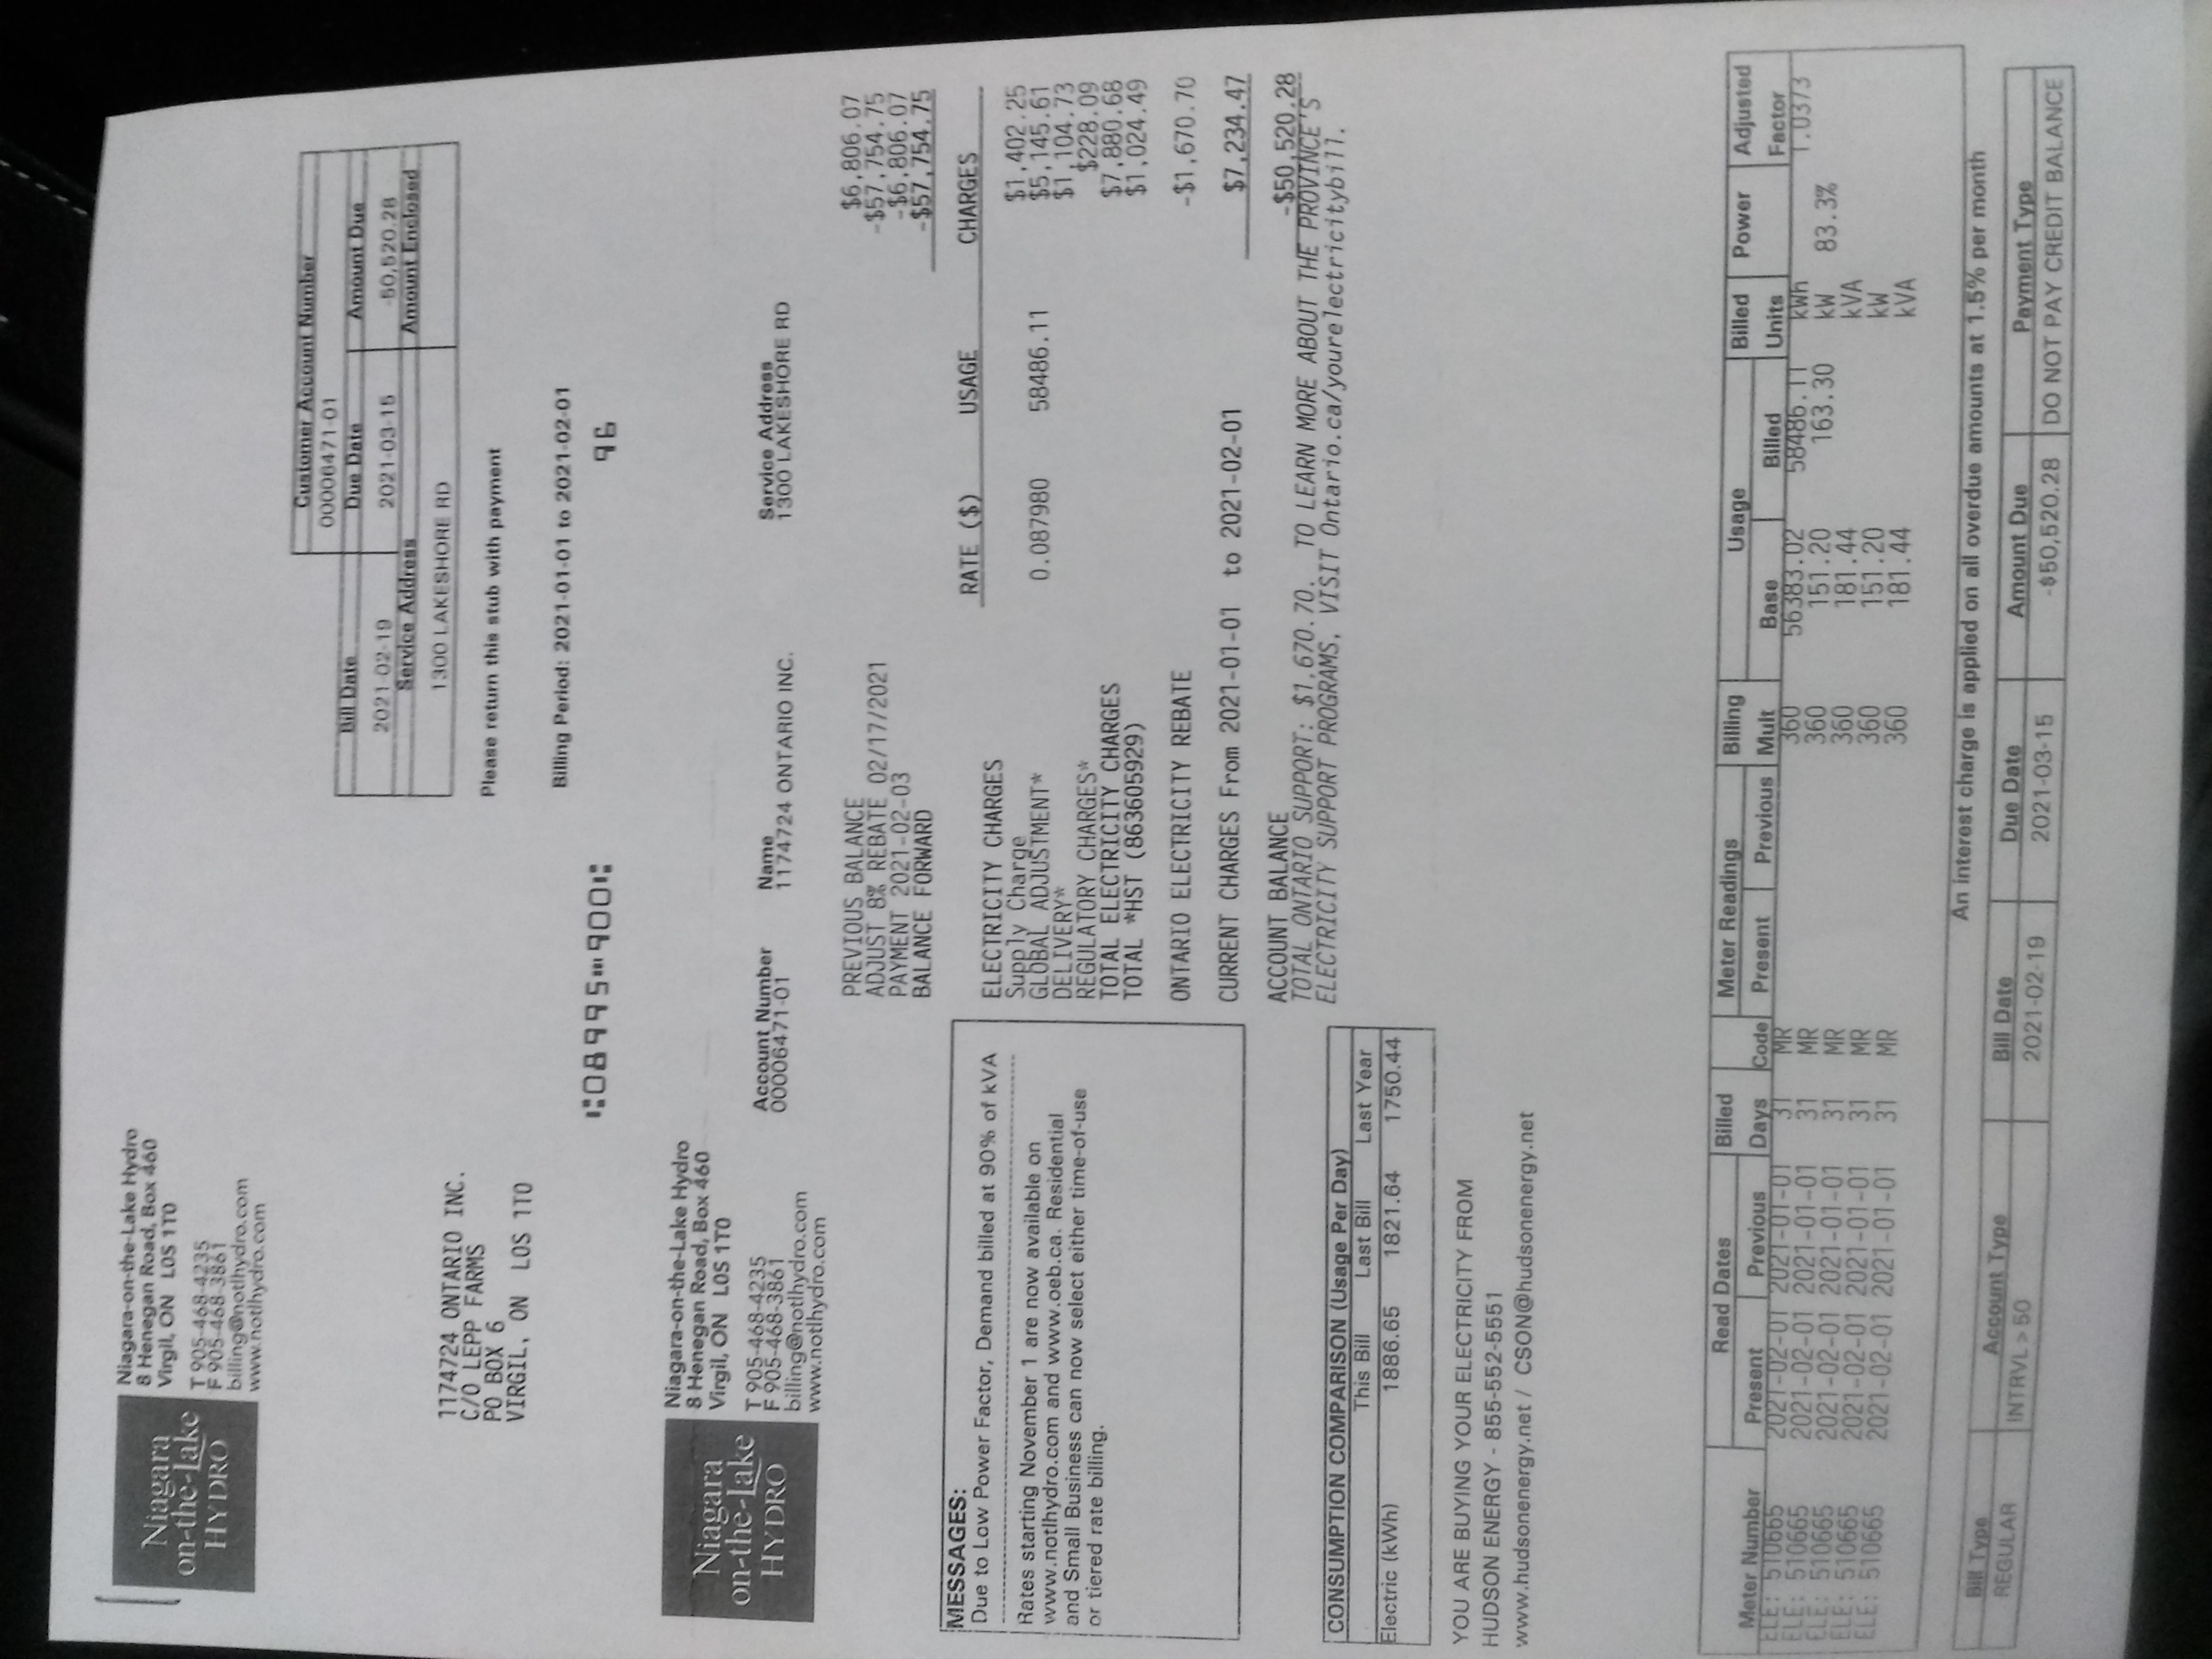 Niagara
on-the-Lake
HYDRO
Niagara-on-the-Lake Hydro
8 Henegan Road, Box 460
Virgil, ON L0S 1T0
T 905-468-4235
F 905-468-3861
billing@notlhydro.com
www.notlhydro.com
Customer Account Number
00006471-01
Bill Date Due Date Amount Due
2021-02-19 2021-03-15 -50,520.28
Service Address Amount Enclosed
1300 LAKESHORE RD
Please return this stub with payment
1174724 ONTARIO INC.
C/O LEPP FARMS
PO BOX 6
VIRGIL, ON L0S 1T0
Billing Period: 2021-01-01 to 2021-02-01
⑆08995⑉900⑆ 96
Niagara
on-the-Lake
HYDRO
Niagara-on-the-Lake Hydro
8 Henegan Road, Box 460
Virgil, ON L0S 1T0
T 905-468-4235
F 905-468-3861
billing@notlhydro.com
www.notlhydro.com
Account Number Name Service Address
00006471-01 1174724 ONTARIO INC. 1300 LAKESHORE RD
PREVIOUS BALANCE $6,806.07
ADJUST 8% REBATE 02/17/2021 -$57,754.75
PAYMENT 2021-02-03 -$6,806.07
BALANCE FORWARD -$57,754.75
MESSAGES:
Due to Low Power Factor, Demand billed at 90% of kVA
Rates starting November 1 are now available on
www.notlhydro.com and www.oeb.ca. Residential
and Small Business can now select either time-of-use
or tiered rate billing.
RATE ($) USAGE CHARGES
ELECTRICITY CHARGES
Supply Charge $1,402.25
GLOBAL ADJUSTMENT* 0.087980 58486.11 $5,145.61
DELIVERY* $1,104.73
REGULATORY CHARGES* $228.09
TOTAL ELECTRICITY CHARGES $7,880.68
TOTAL *HST (863605929) $1,024.49
ONTARIO ELECTRICITY REBATE -$1,670.70
CURRENT CHARGES From 2021-01-01 to 2021-02-01 $7,234.47
ACCOUNT BALANCE -$50,520.28
TOTAL ONTARIO SUPPORT: $1,670.70. TO LEARN MORE ABOUT THE PROVINCE'S
ELECTRICITY SUPPORT PROGRAMS, VISIT Ontario.ca/yourelectricitybill.
CONSUMPTION COMPARISON (Usage Per Day)
This Bill Last Bill Last Year
Electric (kWh) 1886.65 1821.64 1750.44
YOU ARE BUYING YOUR ELECTRICITY FROM
HUDSON ENERGY - 855-552-5551
www.hudsonenergy.net / CSON@hudsonenergy.net
Meter Number Read Dates Billed Meter Readings Billing Usage Billed Power Adjusted
Present Previous Days Code Present Previous Mult Base Billed Units Factor
ELE: 510665 2021-02-01 2021-01-01 31 MR 360 56383.02 58486.11 kWh 1.0373
ELE: 510665 2021-02-01 2021-01-01 31 MR 360 151.20 163.30 kW 83.3%
ELE: 510665 2021-02-01 2021-01-01 31 MR 360 181.44 kVA
ELE: 510665 2021-02-01 2021-01-01 31 MR 360 151.20 kW
ELE: 510665 2021-02-01 2021-01-01 31 MR 360 181.44 kVA
An interest charge is applied on all overdue amounts at 1.5% per month
Bill Type Account Type Bill Date Due Date Amount Due Payment Type
REGULAR INTRVL > 50 2021-02-19 2021-03-15 -$50,520.28 DO NOT PAY CREDIT BALANCE